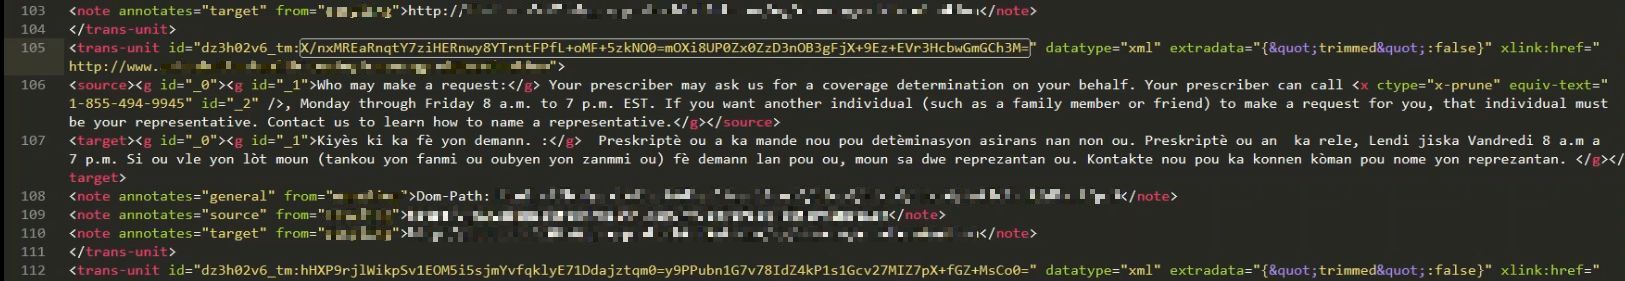 103 <note annotates="target" from="">http://</note>
104 </trans-unit>
105 <trans-unit id="dz3h02v6_tm:X/nxMREaRnqtY7ziHERnwy8YTrntFPfL+oMF+5zkNO0=mOXi8UP0Zx0ZzD3nOB3gFjX+9Ez+EVr3HcbwGmGCh3M=" datatype="xml" extradata="{&quot;trimmed&quot;:false}" xlink:href="
http://www.">
106 <source><g id="_0"><g id="_1">Who may make a request:</g> Your prescriber may ask us for a coverage determination on your behalf. Your prescriber can call <x ctype="x-prune" equiv-text="
1-855-494-9945" id="_2" />, Monday through Friday 8 a.m. to 7 p.m. EST. If you want another individual (such as a family member or friend) to make a request for you, that individual must
be your representative. Contact us to learn how to name a representative.</g></source>
107 <target><g id="_0"><g id="_1">Kiyès ki ka fè yon demann. :</g>  Preskriptè ou a ka mande nou pou detèminasyon asirans nan non ou. Preskriptè ou an  ka rele, Lendi jiska Vandredi 8 a.m a
7 p.m. Si ou vle yon lòt moun (tankou yon fanmi ou oubyen yon zanmmi ou) fè demann lan pou ou, moun sa dwe reprezantan ou. Kontakte nou pou ka konnen kòman pou nome yon reprezantan. </g></
target>
108 <note annotates="general" from="">Dom-Path: </note>
109 <note annotates="source" from=""></note>
110 <note annotates="target" from=""></note>
111 </trans-unit>
112 <trans-unit id="dz3h02v6_tm:hHXP9rjlWikpSv1EOM5i5sjmYvfqklyE71Ddajztqm0=y9PPubn1G7v78IdZ4kP1s1Gcv27MIZ7pX+fGZ+MsCo0=" datatype="xml" extradata="{&quot;trimmed&quot;:false}" xlink:href="